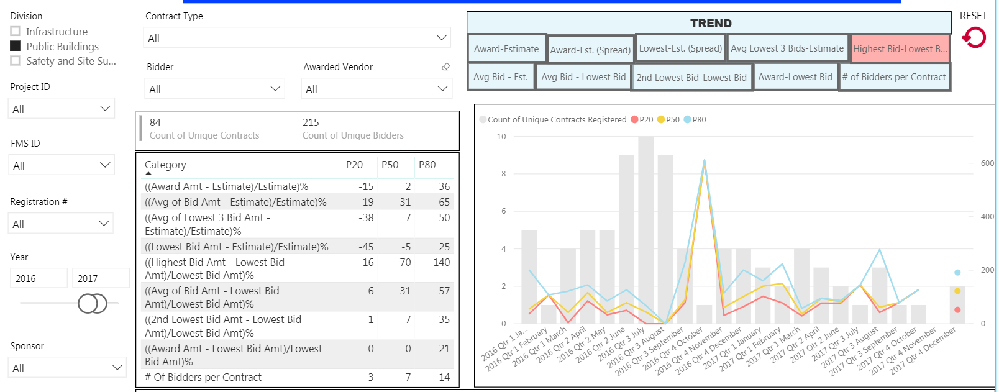 Division
Infrastructure
Public Buildings
Safety and Site Su...
Project ID
All
FMS ID
All
Registration #
All
Year
2016
2017
Sponsor
All
Contract Type
All
Bidder
All
Awarded Vendor
All
84
Count of Unique Contracts
215
Count of Unique Bidders
Category P20 P50 P80
((Award Amt - Estimate)/Estimate)% -15 2 36
((Avg of Bid Amt - Estimate)/Estimate)% -19 31 65
((Avg of Lowest 3 Bid Amt - -38 7 50
Estimate)/Estimate)%
((Lowest Bid Amt - Estimate)/Estimate)% -45 -5 25
((Highest Bid Amt - Lowest Bid 16 70 140
Amt)/Lowest Bid Amt)%
((Avg of Bid Amt - Lowest Bid 6 31 57
Amt)/Lowest Bid Amt)%
((2nd Lowest Bid Amt - Lowest Bid 1 7 35
Amt)/Lowest Bid Amt)%
((Award Amt - Lowest Bid Amt)/Lowest 0 0 21
Bid Amt)%
# Of Bidders per Contract 3 7 14
TREND
Award-Estimate
Award-Est. (Spread)
Lowest-Est. (Spread)
Avg Lowest 3 Bids-Estimate
Highest Bid-Lowest B...
Avg Bid - Est.
Avg Bid - Lowest Bid
2nd Lowest Bid-Lowest Bid
Award-Lowest Bid
# of Bidders per Contract
RESET
Count of Unique Contracts Registered P20 P50 P80
10
8
6
4
2
0
600
400
200
0
2016 Qtr 1 Ja...
2016 Qtr 1 February
2016 Qtr 1 March
2016 Qtr 2 April
2016 Qtr 2 May
2016 Qtr 2 June
2016 Qtr 3 July
2016 Qtr 3 August
2016 Qtr 3 September
2016 Qtr 4 October
2016 Qtr 4 November
2016 Qtr 4 December
2017 Qtr 1 January
2017 Qtr 1 February
2017 Qtr 1 March
2017 Qtr 2 April
2017 Qtr 2 June
2017 Qtr 3 July
2017 Qtr 3 August
2017 Qtr 3 September
2017 Qtr 4 October
2017 Qtr 4 November
2017 Qtr 4 December